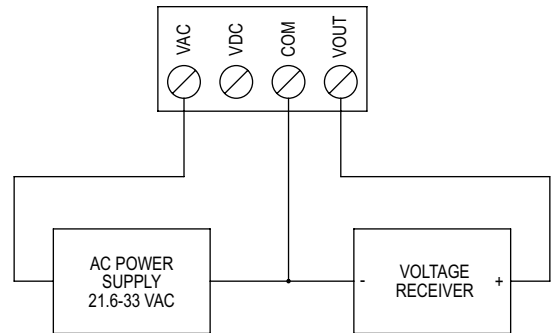 VAC
VDC
COM
VOUT
AC POWER
SUPPLY
21.6-33 VAC
-
VOLTAGE
RECEIVER
+